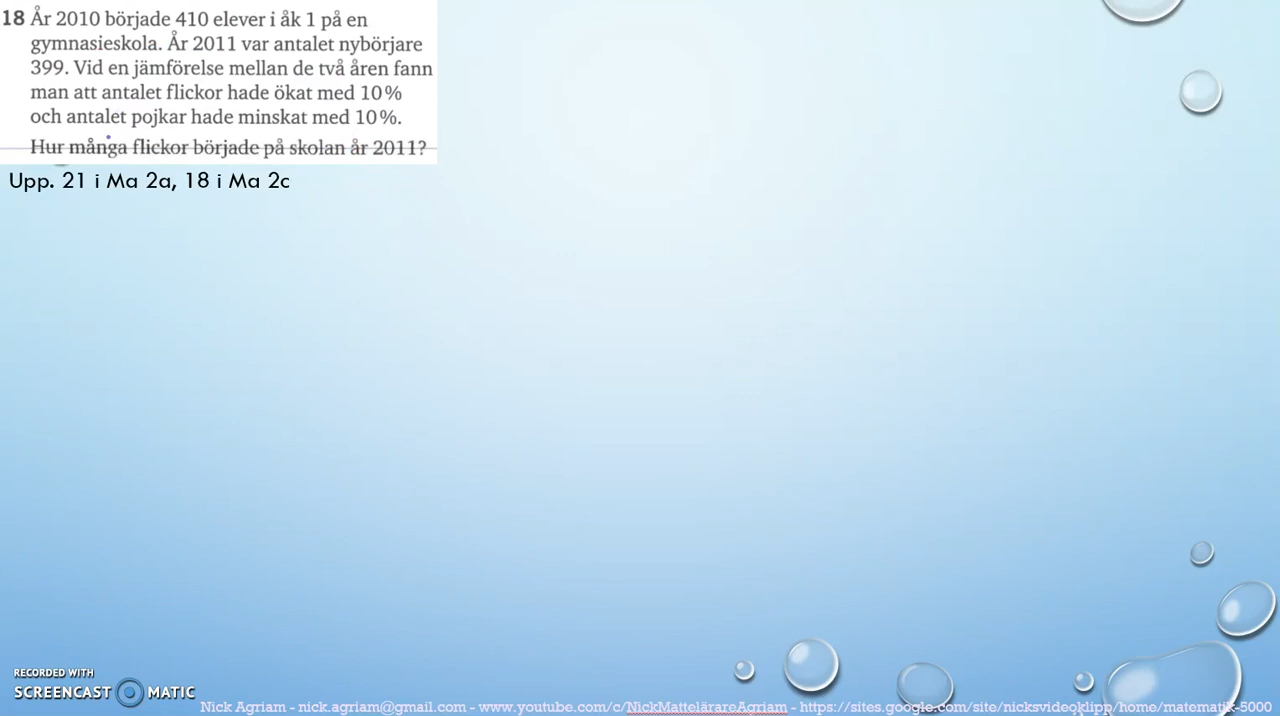 18 År 2010 började 410 elever i åk 1 på en
gymnasieskola. År 2011 var antalet nybörjare
399. Vid en jämförelse mellan de två åren fann
man att antalet flickor hade ökat med 10%
och antalet pojkar hade minskat med 10%.
Hur många flickor började på skolan år 2011?
Upp. 21 i Ma 2a, 18 i Ma 2c
RECORDED WITH
SCREENCAST MATIC
Nick Agriam - nick.agriam@gmail.com - www.youtube.com/c/NickMattelärareAgriam - https://sites.google.com/site/nicksvideoklipp/home/matematik-5000